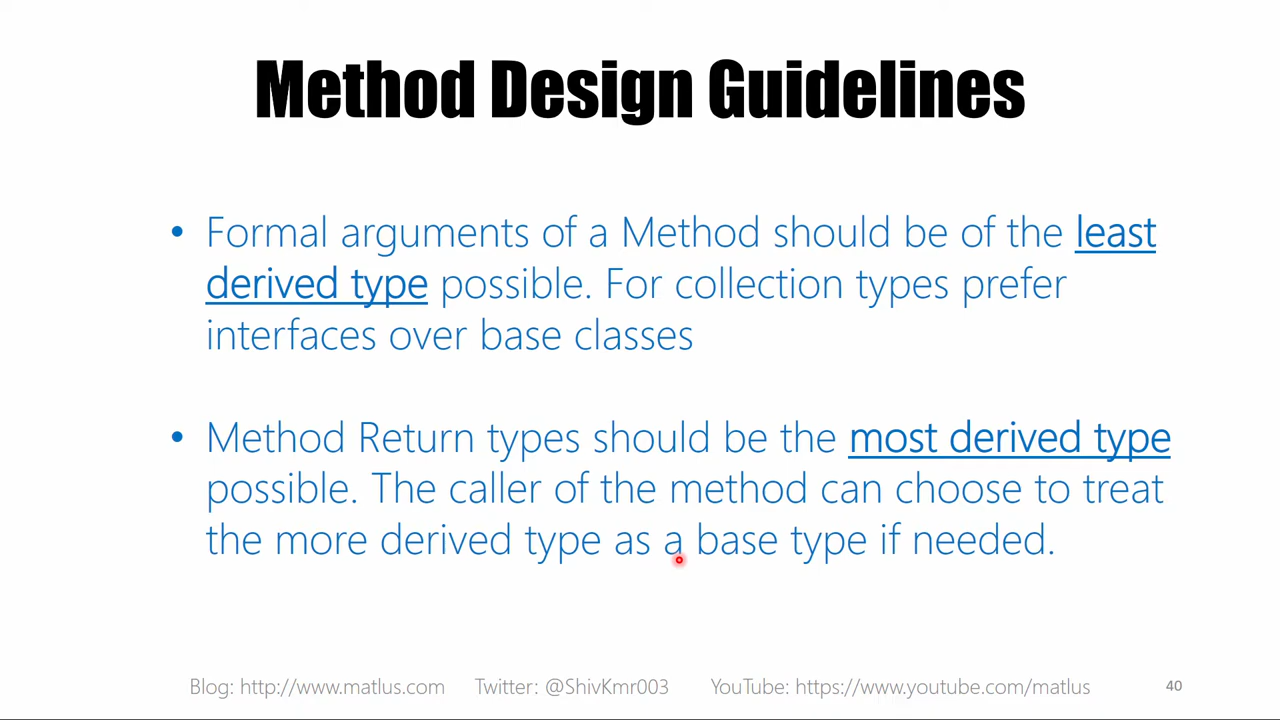 Method Design Guidelines
• Formal arguments of a Method should be of the least
derived type possible. For collection types prefer
interfaces over base classes
• Method Return types should be the most derived type
possible. The caller of the method can choose to treat
the more derived type as a base type if needed.
Blog: http://www.matlus.com Twitter: @ShivKmr003 YouTube: https://www.youtube.com/matlus 40